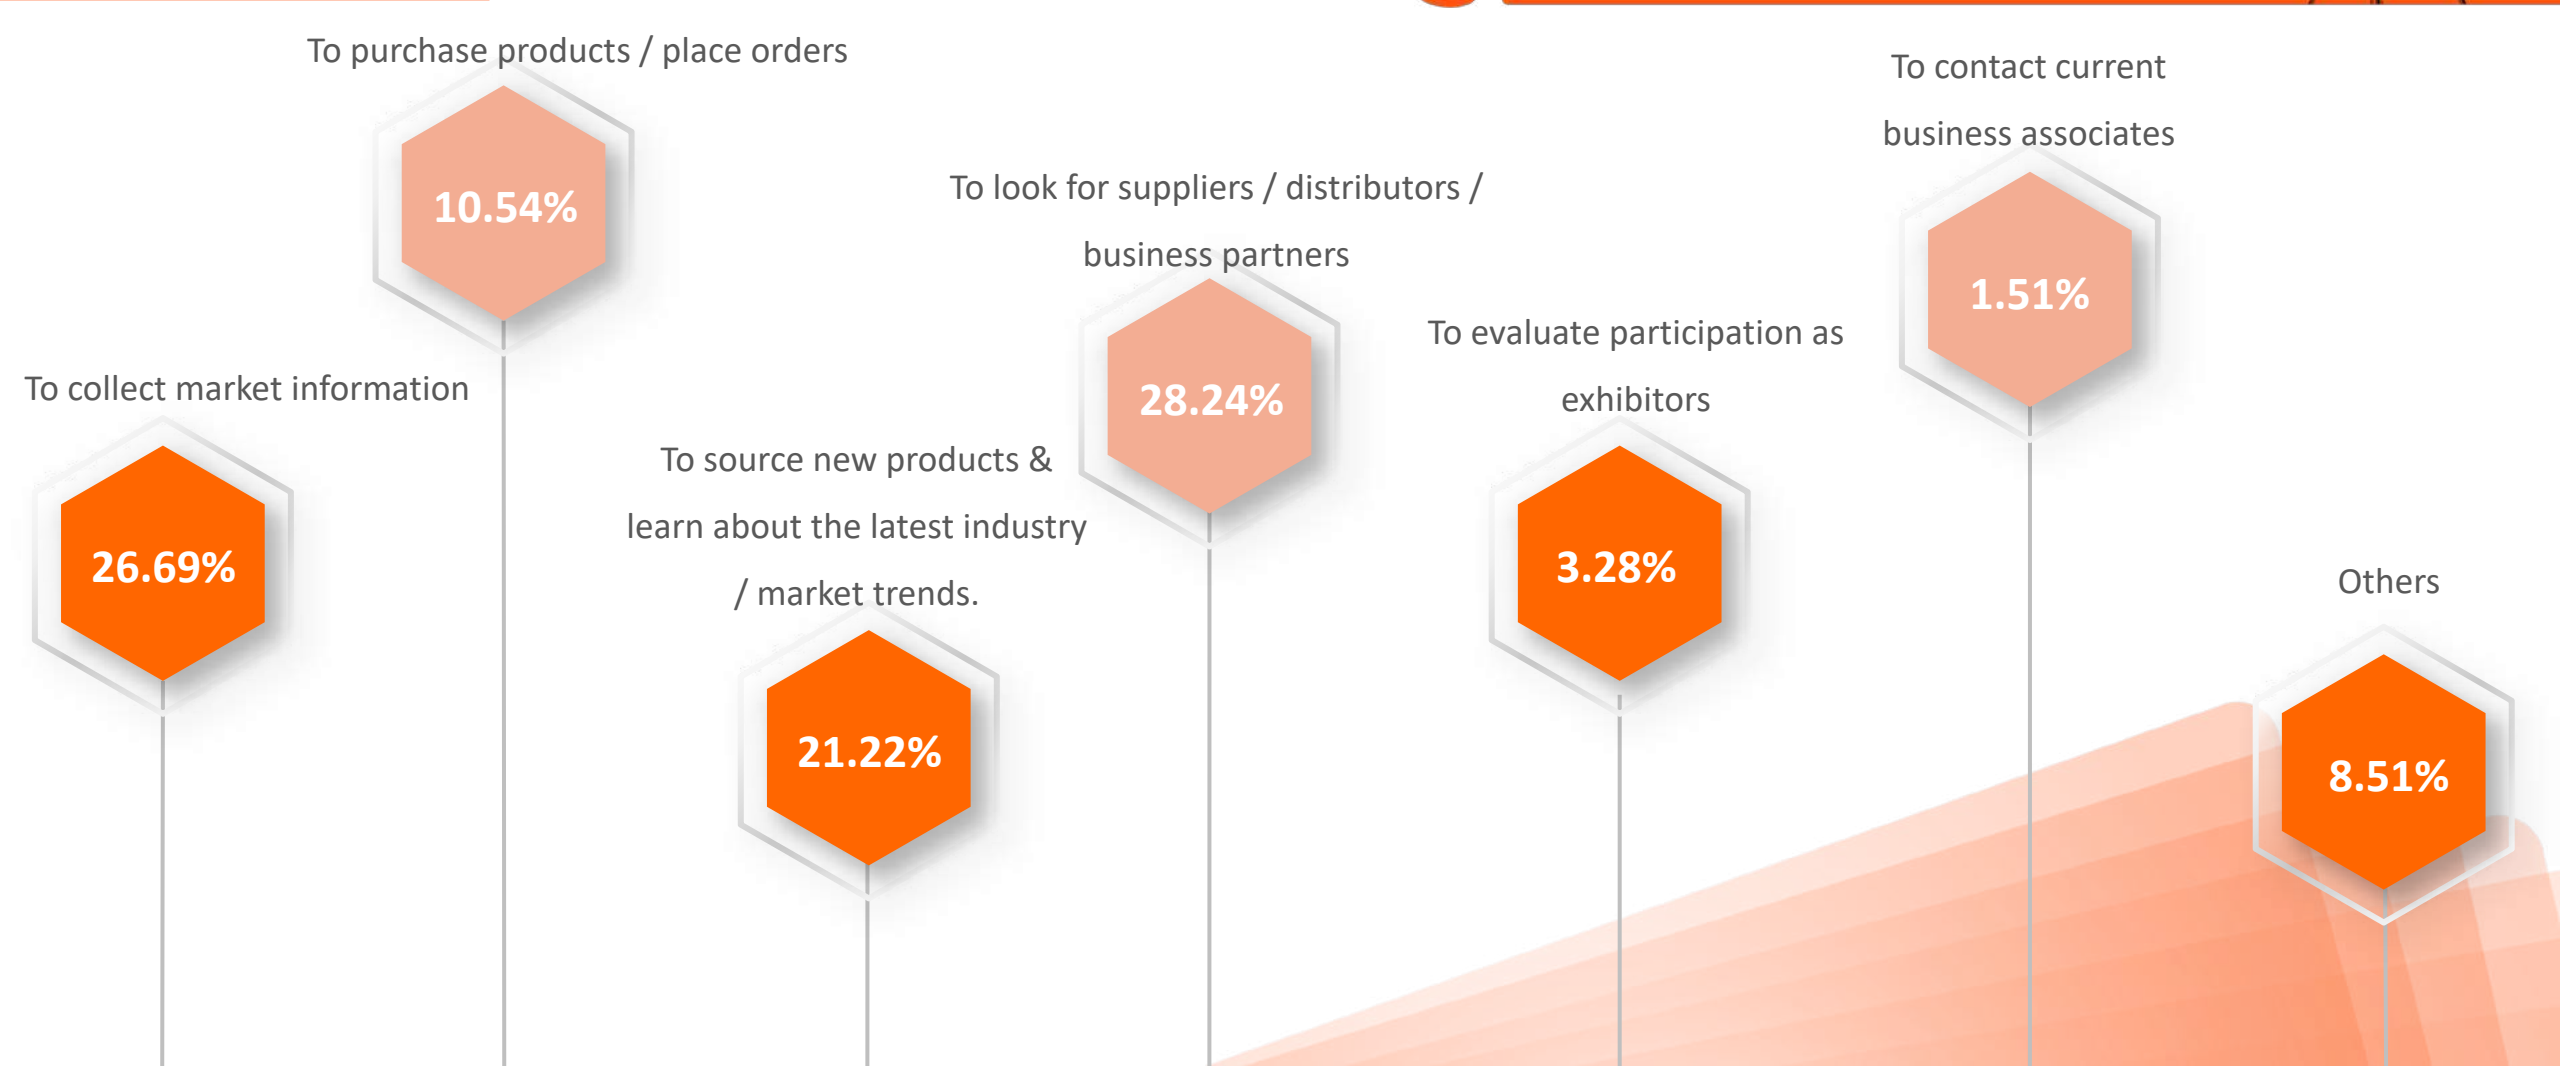 To purchase products / place orders
10.54%
To collect market information
26.69%
To source new products &
learn about the latest industry
/ market trends.
21.22%
To look for suppliers / distributors /
business partners
28.24%
To evaluate participation as
exhibitors
3.28%
To contact current
business associates
1.51%
Others
8.51%